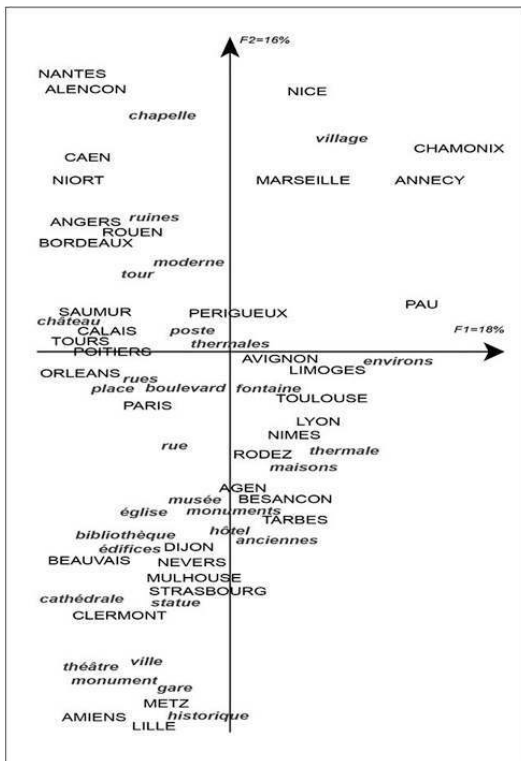 F2=16%
NANTES
ALENCON
NICE
chapelle
village
CHAMONIX
CAEN
NIORT
MARSEILLE
ANNECY
ANGERS
ruines
ROUEN
BORDEAUX
moderne
tour
PAU
SAUMUR
PERIGUEUX
château
CALAIS
poste
F1=18%
TOURS
thermales
POITIERS
AVIGNON
environs
LIMOGES
ORLEANS
rues
place
boulevard
fontaine
TOULOUSE
PARIS
LYON
NIMES
rue
RODEZ
thermale
maisons
AGEN
musée
BESANCON
église
monuments
TARBES
hôtel
bibliothèque
anciennes
édifices
DIJON
BEAUVAIS
NEVERS
MULHOUSE
STRASBOURG
cathédrale
statue
CLERMONT
ville
théâtre
monument
gare
METZ
AMIENS
historique
LILLE